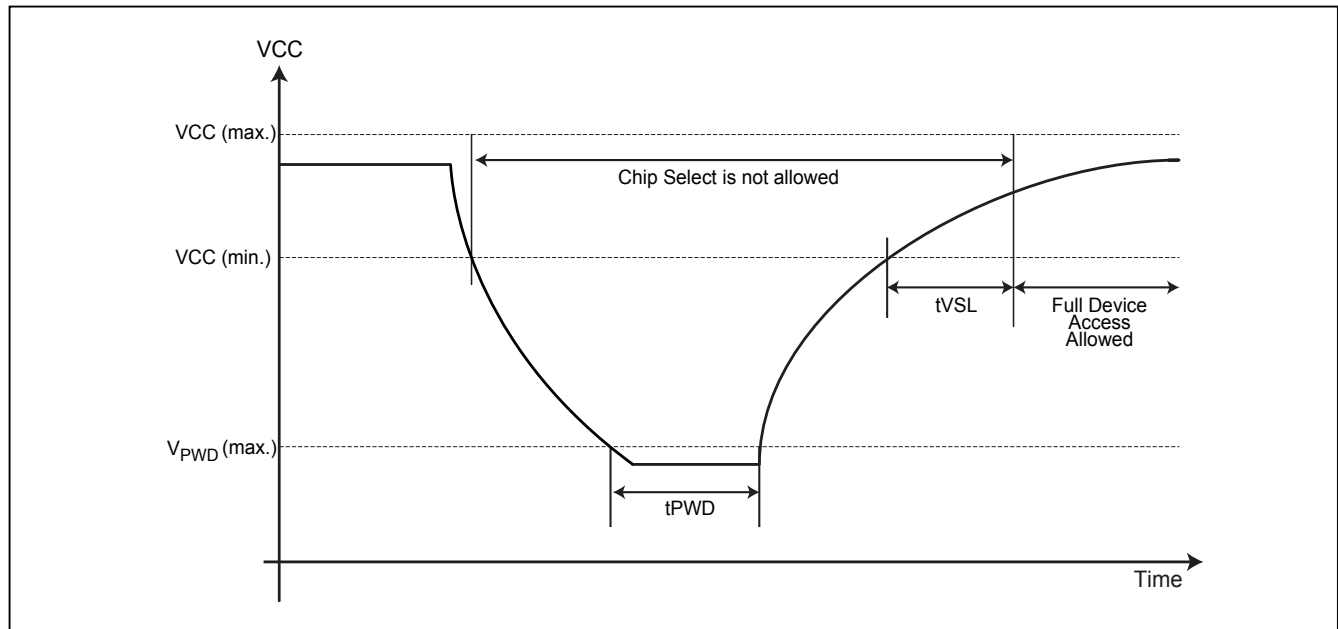 VCC
VCC (max.)
Chip Select is not allowed
VCC (min.)
tVSL
Full Device
Access
Allowed
VPWD (max.)
tPWD
Time